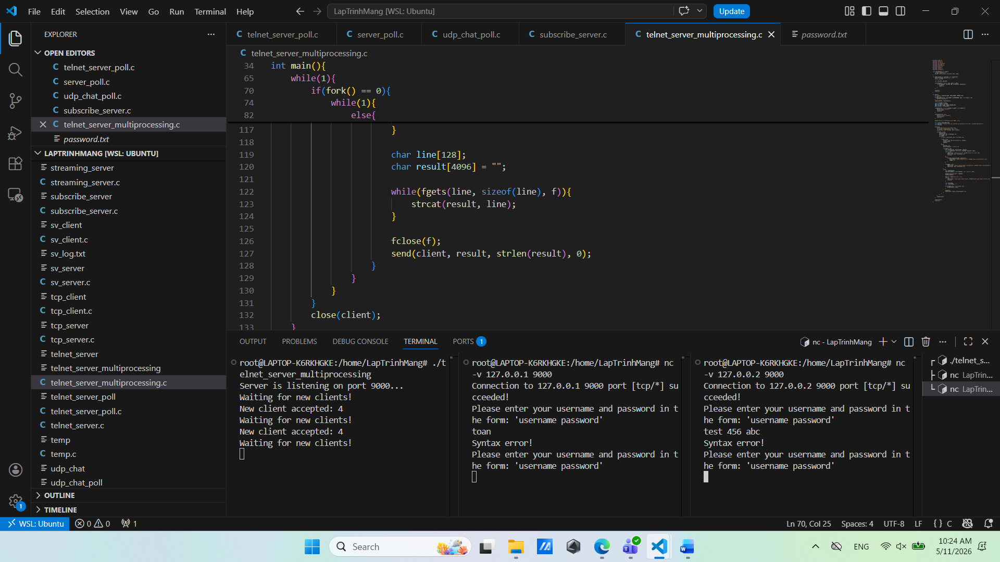 File Edit Selection View Go Run Terminal Help
LapTrinhMang [WSL: Ubuntu]
Update
EXPLORER
OPEN EDITORS
telnet_server_poll.c
server_poll.c
udp_chat_poll.c
subscribe_server.c
telnet_server_multiprocessing.c
password.txt
LAPTRINHMANG [WSL: UBUNTU]
streaming_server
streaming_server.c
subscribe_server
subscribe_server.c
sv_client
sv_client.c
sv_log.txt
sv_server
sv_server.c
tcp_client
tcp_client.c
tcp_server
tcp_server.c
telnet_server
telnet_server_multiprocessing
telnet_server_multiprocessing.c
telnet_server_poll
telnet_server_poll.c
telnet_server.c
temp
temp.c
udp_chat
udp_chat_poll
OUTLINE
TIMELINE
telnet_server_poll.c server_poll.c udp_chat_poll.c subscribe_server.c telnet_server_multiprocessing.c password.txt
telnet_server_multiprocessing.c
34 int main(){
65 while(1){
70 if(fork() == 0){
74 while(1){
82 else{
117 }
118
119 char line[128];
120 char result[4096] = "";
121
122 while(fgets(line, sizeof(line), f)){
123 strcat(result, line);
124 }
125
126 fclose(f);
127 send(client, result, strlen(result), 0);
128 }
129 }
130 }
131 }
132 close(client);
133 }
OUTPUT PROBLEMS DEBUG CONSOLE TERMINAL PORTS 1
nc - LapTrinhMang
root@LAPTOP-K6RKHGKE:/home/LapTrinhMang# ./t
elnet_server_multiprocessing
Server is listening on port 9000...
Waiting for new clients!
New client accepted: 4
Waiting for new clients!
New client accepted: 4
Waiting for new clients!
root@LAPTOP-K6RKHGKE:/home/LapTrinhMang# nc
-v 127.0.0.1 9000
Connection to 127.0.0.1 9000 port [tcp/*] su
cceeded!
Please enter your username and password in t
he form: 'username password'
toan
Syntax error!
Please enter your username and password in t
he form: 'username password'
root@LAPTOP-K6RKHGKE:/home/LapTrinhMang# nc
-v 127.0.0.2 9000
Connection to 127.0.0.2 9000 port [tcp/*] su
cceeded!
Please enter your username and password in t
he form: 'username password'
test 456 abc
Syntax error!
Please enter your username and password in t
he form: 'username password'
./telnet_s...
nc LapTrin...
nc LapTrin...
1
WSL: Ubuntu 0 0 1
Ln 70, Col 25 Spaces: 4 UTF-8 LF {} C
Search
ENG
10:24 AM
5/11/2026